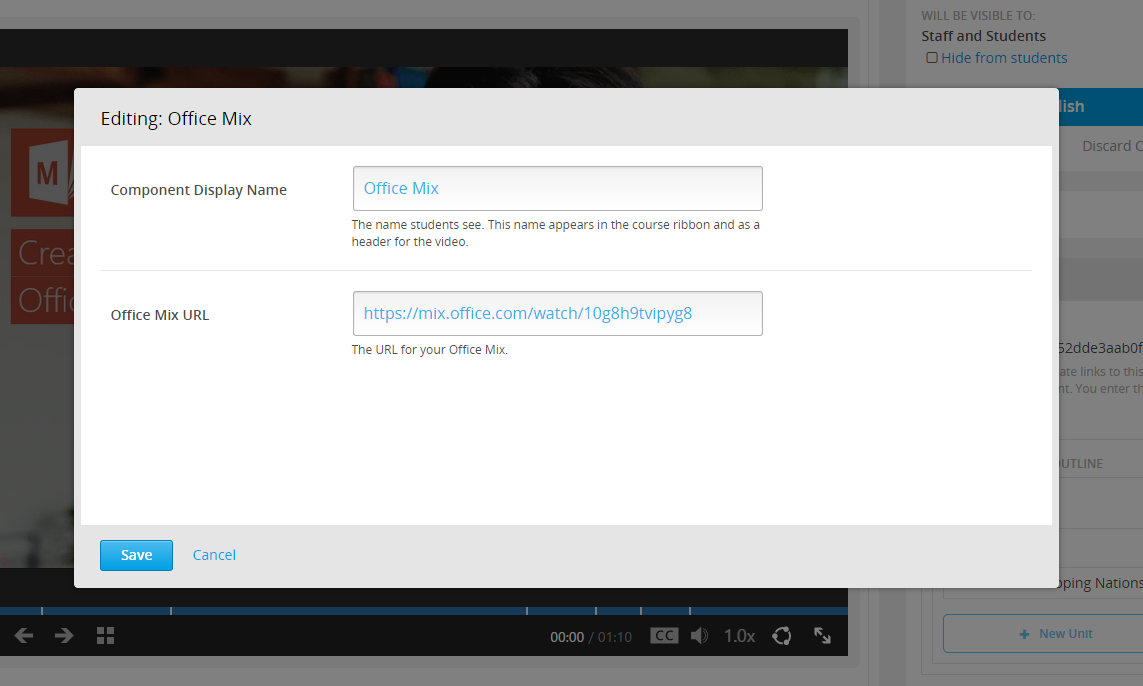 WILL BE VISIBLE TO:
Staff and Students
Hide from students
Editing: Office Mix
lish
Discard C
M
Component Display Name
Office Mix
The name students see. This name appears in the course ribbon and as a
header for the video.
Crea
Offic
Office Mix URL
https://mix.office.com/watch/10g8h9tvipyg8
The URL for your Office Mix.
52dde3aab0f
ate links to this
nt. You enter th
OUTLINE
Save
Cancel
pping Nations
00:00 / 01:10
CC
1.0x
+ New Unit